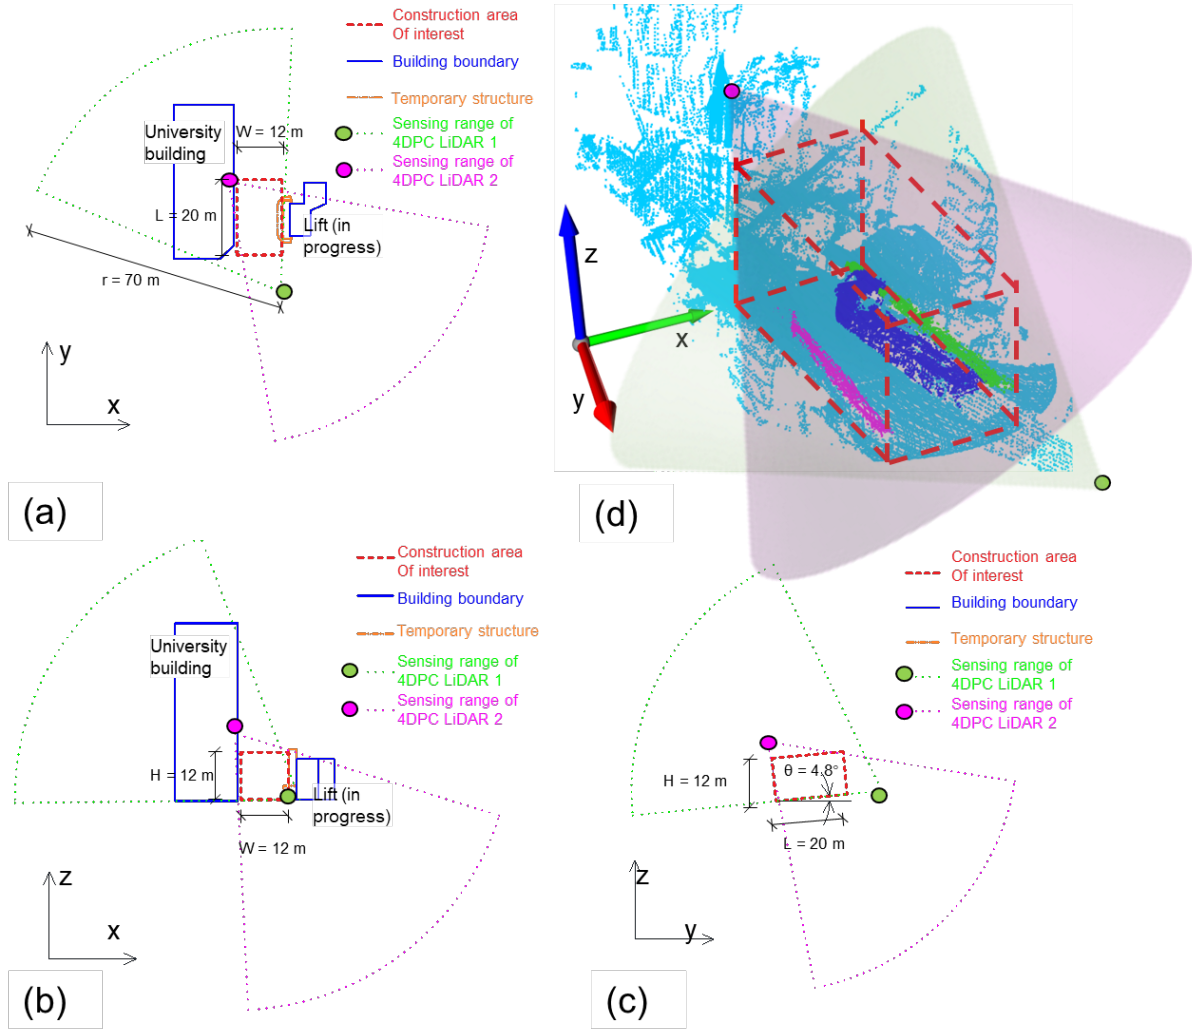 Construction area
Of interest
Building boundary
Temporary structure
Sensing range of
4DPC LiDAR 1
Sensing range of
4DPC LiDAR 2
University
building
W = 12 m
L = 20 m
Lift (in
progress)
r = 70 m
y
x
(a)
z
x
y
(d)
Construction area
Of interest
Building boundary
Temporary structure
Sensing range of
4DPC LiDAR 1
Sensing range of
4DPC LiDAR 2
University
building
H = 12 m
Lift (in
progress)
W = 12 m
z
x
(b)
Construction area
Of interest
Building boundary
Temporary structure
Sensing range of
4DPC LiDAR 1
Sensing range of
4DPC LiDAR 2
H = 12 m
θ = 4.8°
L = 20 m
z
y
(c)